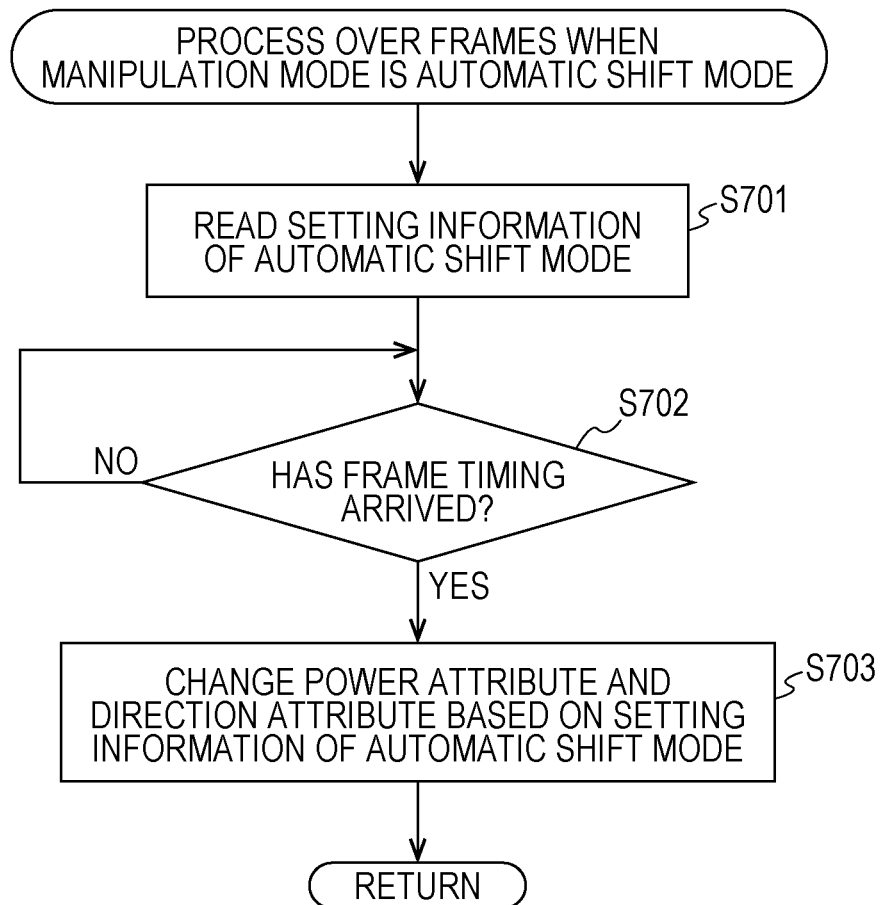 PROCESS OVER FRAMES WHEN
MANIPULATION MODE IS AUTOMATIC SHIFT MODE
S701
READ SETTING INFORMATION
OF AUTOMATIC SHIFT MODE
S702
NO
HAS FRAME TIMING
ARRIVED?
YES
S703
CHANGE POWER ATTRIBUTE AND
DIRECTION ATTRIBUTE BASED ON SETTING
INFORMATION OF AUTOMATIC SHIFT MODE
RETURN